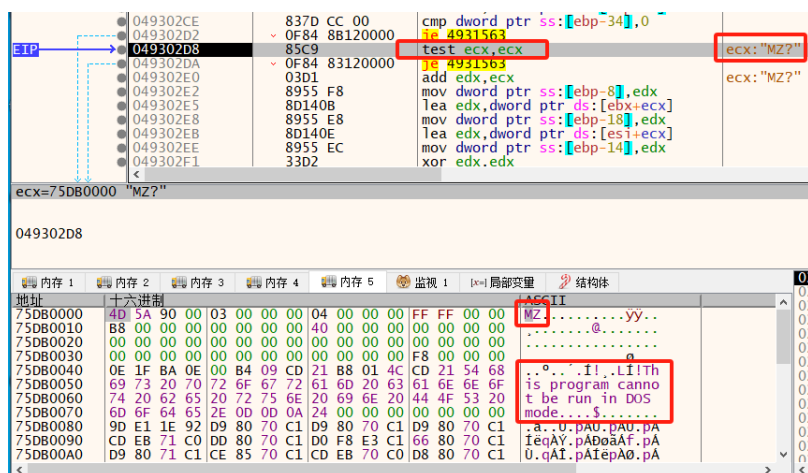 049302CE 837D CC 00 cmp dword ptr ss:[ebp-34],0
049302D2 0F84 8B120000 je 4931563
EIP 049302D8 85C9 test ecx,ecx ecx:"MZ?"
049302DA 0F84 83120000 je 4931563
049302E0 03D1 add edx,ecx ecx:"MZ?"
049302E2 8955 F8 mov dword ptr ss:[ebp-8],edx
049302E5 8D140B lea edx,dword ptr ds:[ebx+ecx]
049302E8 8955 E8 mov dword ptr ss:[ebp-18],edx
049302EB 8D140E lea edx,dword ptr ds:[esi+ecx]
049302EE 8955 EC mov dword ptr ss:[ebp-14],edx
049302F1 33D2 xor edx,edx
ecx=75DB0000 "MZ?"
049302D8
内存 1 内存 2 内存 3 内存 4 内存 5 监视 1 [x=] 局部变量 结构体
地址 十六进制 ASCII
75DB0000 4D 5A 90 00 03 00 00 00 04 00 00 00 FF FF 00 00 MZ..........ÿÿ..
75DB0010 B8 00 00 00 00 00 00 00 40 00 00 00 00 00 00 00 ........@.......
75DB0020 00 00 00 00 00 00 00 00 00 00 00 00 00 00 00 00 ................
75DB0030 00 00 00 00 00 00 00 00 00 00 00 00 F8 00 00 00 ............ø...
75DB0040 0E 1F BA 0E 00 B4 09 CD 21 B8 01 4C CD 21 54 68 ..º..´.Í!..LÍ!Th
75DB0050 69 73 20 70 72 6F 67 72 61 6D 20 63 61 6E 6E 6F is program canno
75DB0060 74 20 62 65 20 72 75 6E 20 69 6E 20 44 4F 53 20 t be run in DOS
75DB0070 6D 6F 64 65 2E 0D 0D 0A 24 00 00 00 00 00 00 00 mode....$.......
75DB0080 9D E1 1E 92 D9 80 70 C1 D9 80 70 C1 D9 80 70 C1
75DB0090 CD EB 71 C0 DD 80 70 C1 D0 F8 E3 C1 66 80 70 C1 ÍëqÀÝ.pÁÐøãÁf.pÁ
75DB00A0 D9 80 71 C1 CE 85 70 C1 CD EB 70 C0 D8 80 70 C1 Ù.qÁÎ.pÁÍëpÀØ.pÁ